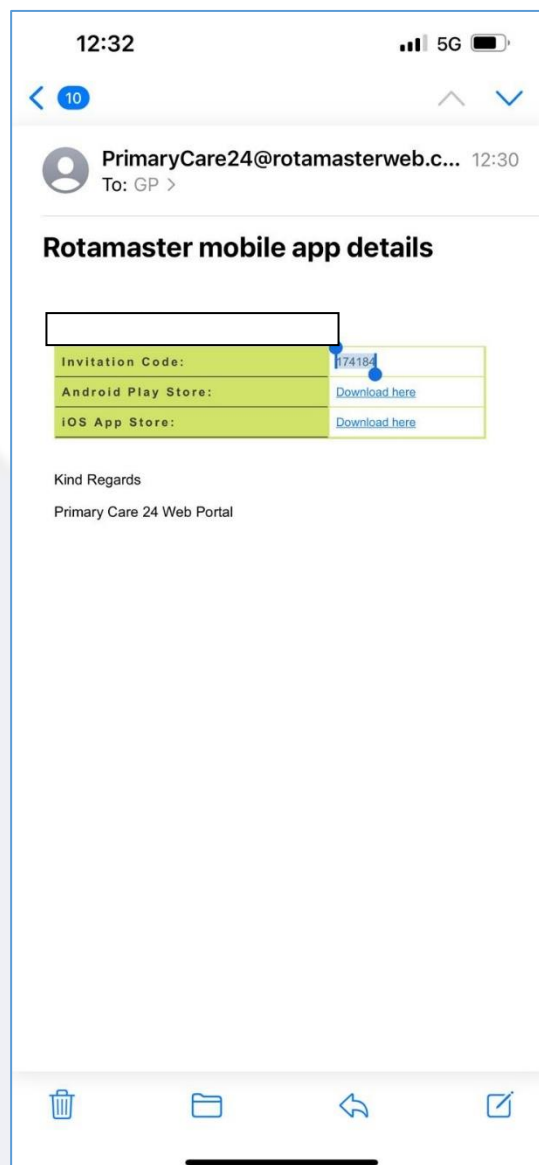 12:32 5G
10
PrimaryCare24@rotamasterweb.c... 12:30
To: GP >
Rotamaster mobile app details
Invitation Code: 174184
Android Play Store: Download here
iOS App Store: Download here
Kind Regards
Primary Care 24 Web Portal